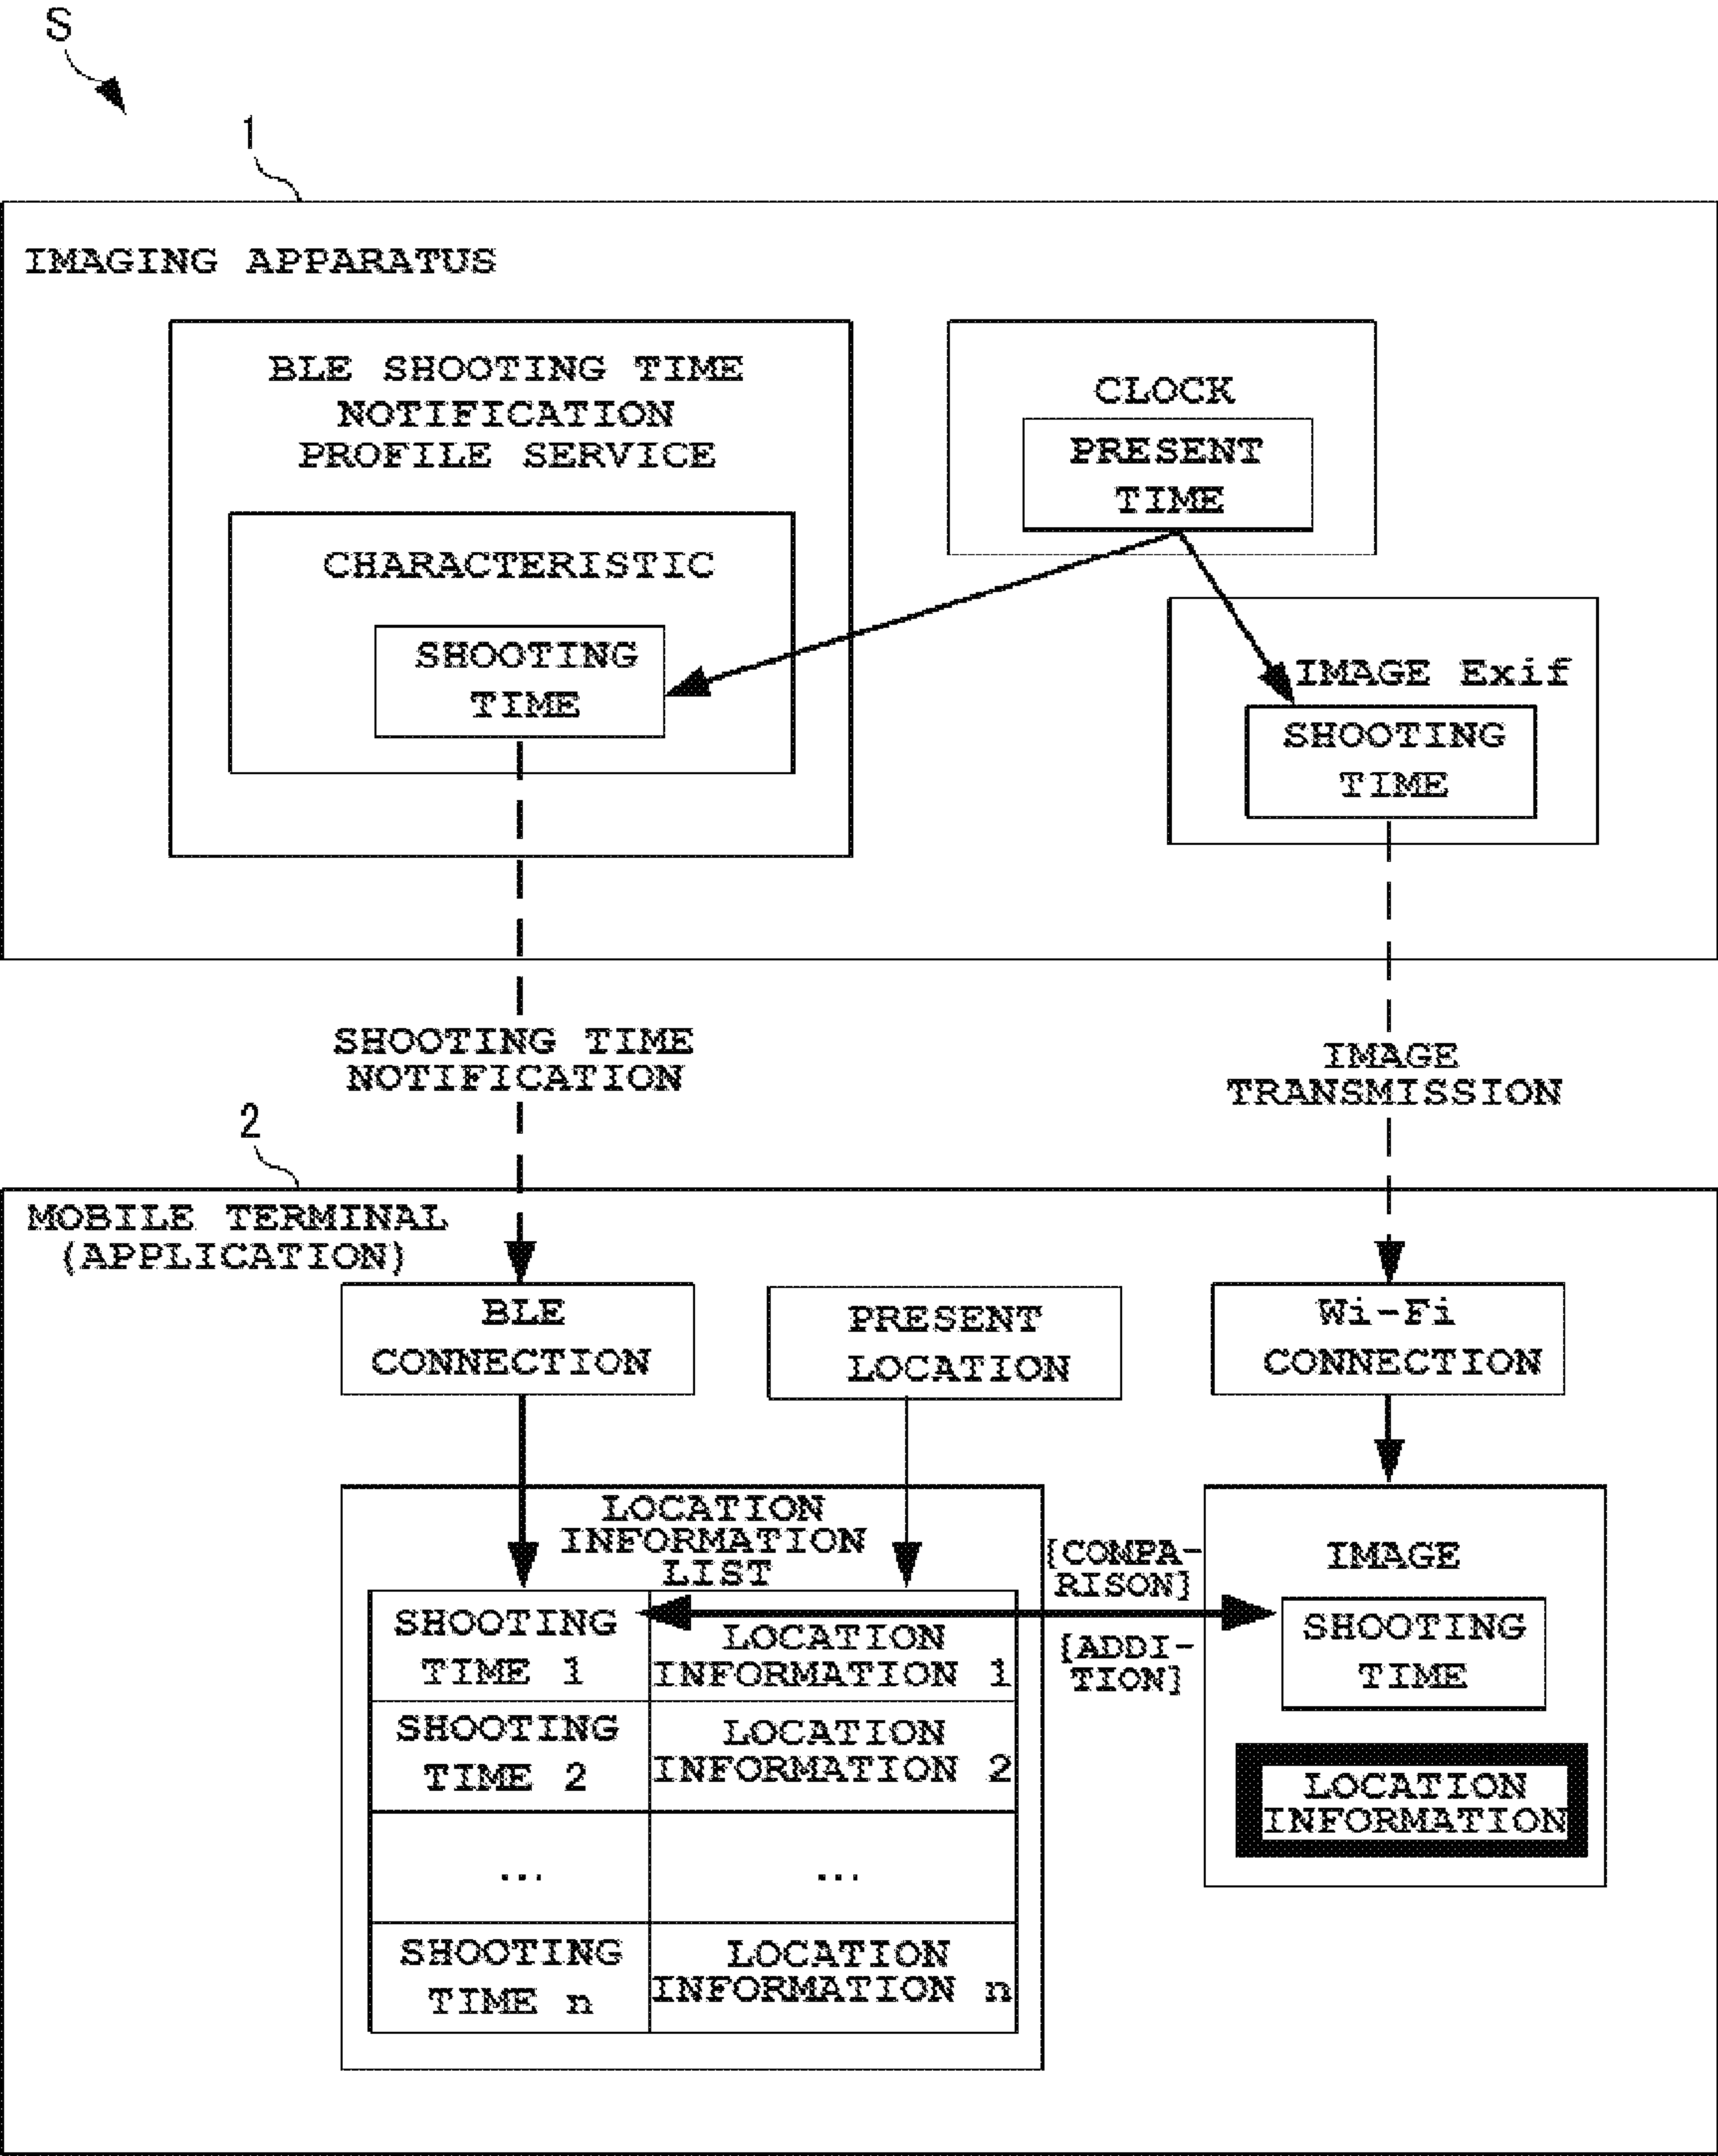 S
1
IMAGING APPARATUS
BLE SHOOTING TIME
NOTIFICATION
PROFILE SERVICE
CHARACTERISTIC
SHOOTING
TIME
CLOCK
PRESENT
TIME
IMAGE Exif
SHOOTING
TIME
SHOOTING TIME
NOTIFICATION
IMAGE
TRANSMISSION
2
MOBILE TERMINAL
(APPLICATION)
BLE
CONNECTION
PRESENT
LOCATION
Wi-Fi
CONNECTION
LOCATION
INFORMATION
LIST
SHOOTING
TIME 1
LOCATION
INFORMATION 1
SHOOTING
TIME 2
LOCATION
INFORMATION 2
...
...
SHOOTING
TIME n
LOCATION
INFORMATION n
[COMPA-
RISON]
[ADDI-
TION]
IMAGE
SHOOTING
TIME
LOCATION
INFORMATION